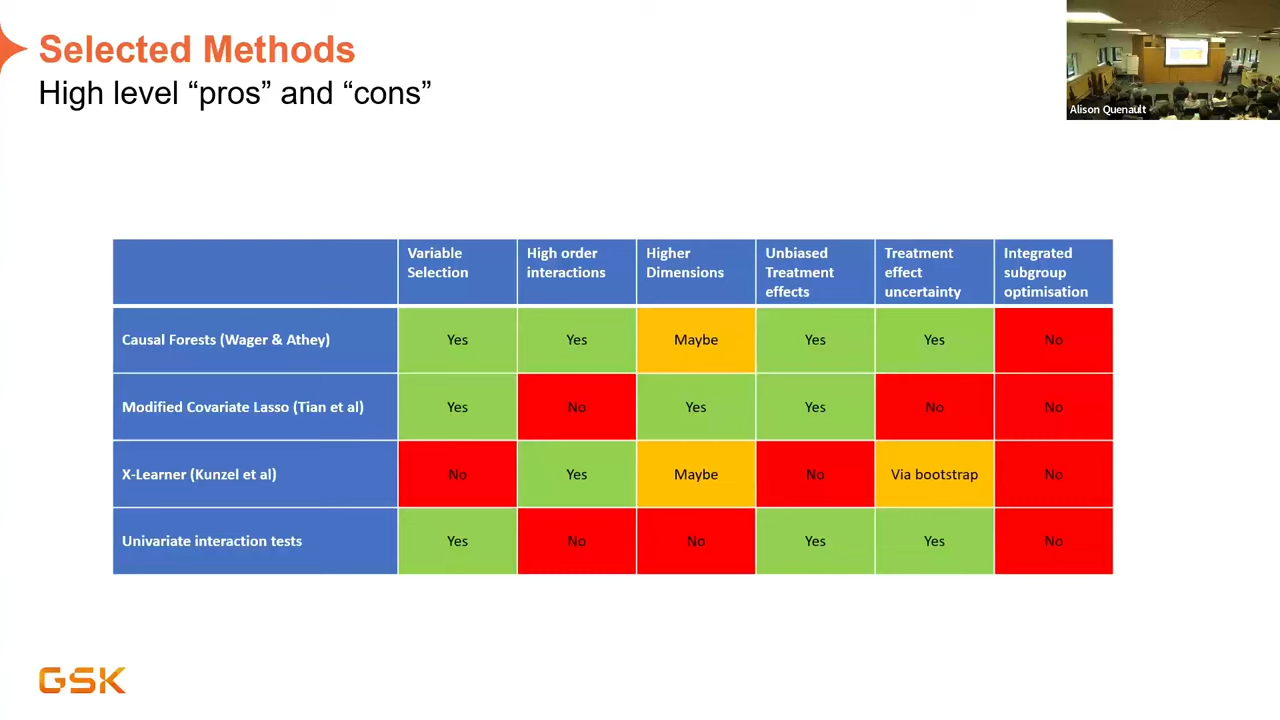 Selected Methods
High level “pros” and “cons”
Alison Quenault
Variable Selection
High order interactions
Higher Dimensions
Unbiased Treatment effects
Treatment effect uncertainty
Integrated subgroup optimisation
Causal Forests (Wager & Athey)
Yes
Yes
Maybe
Yes
Yes
No
Modified Covariate Lasso (Tian et al)
Yes
No
Yes
Yes
No
No
X-Learner (Kunzel et al)
No
Yes
Maybe
No
Via bootstrap
No
Univariate interaction tests
Yes
No
No
Yes
Yes
No
GSK